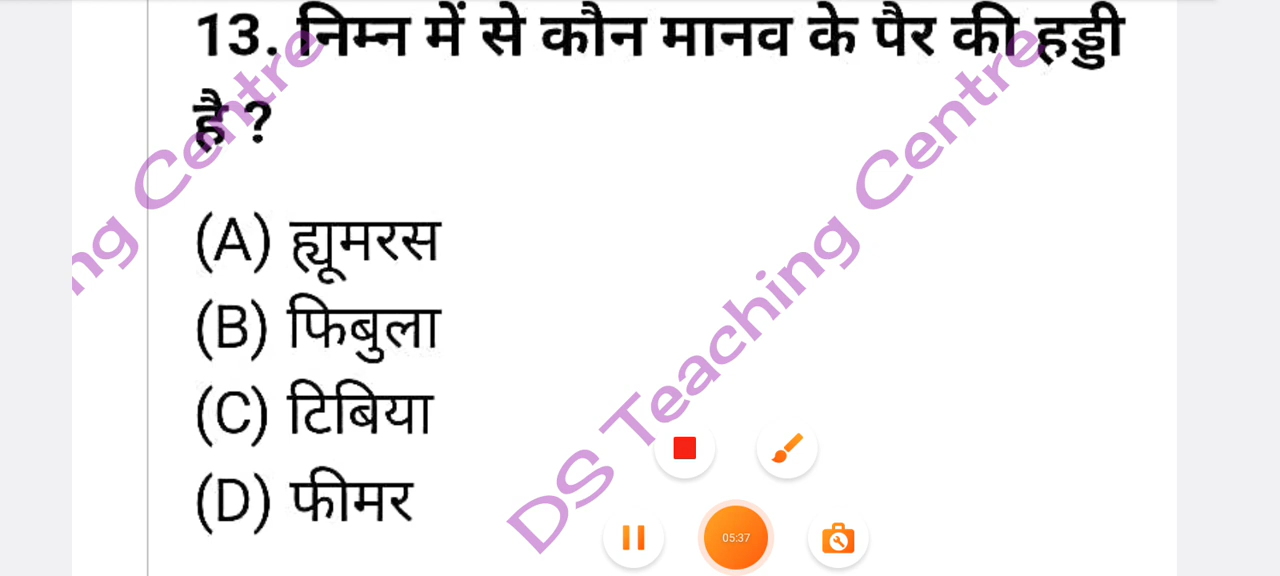 13. निम्न में से कौन मानव के पैर की हड्डी
है ?
(A) ह्यूमरस
(B) फिबुला
(C) टिबिया
(D) फीमर
ng Centre
DS Teaching Centre
05:37